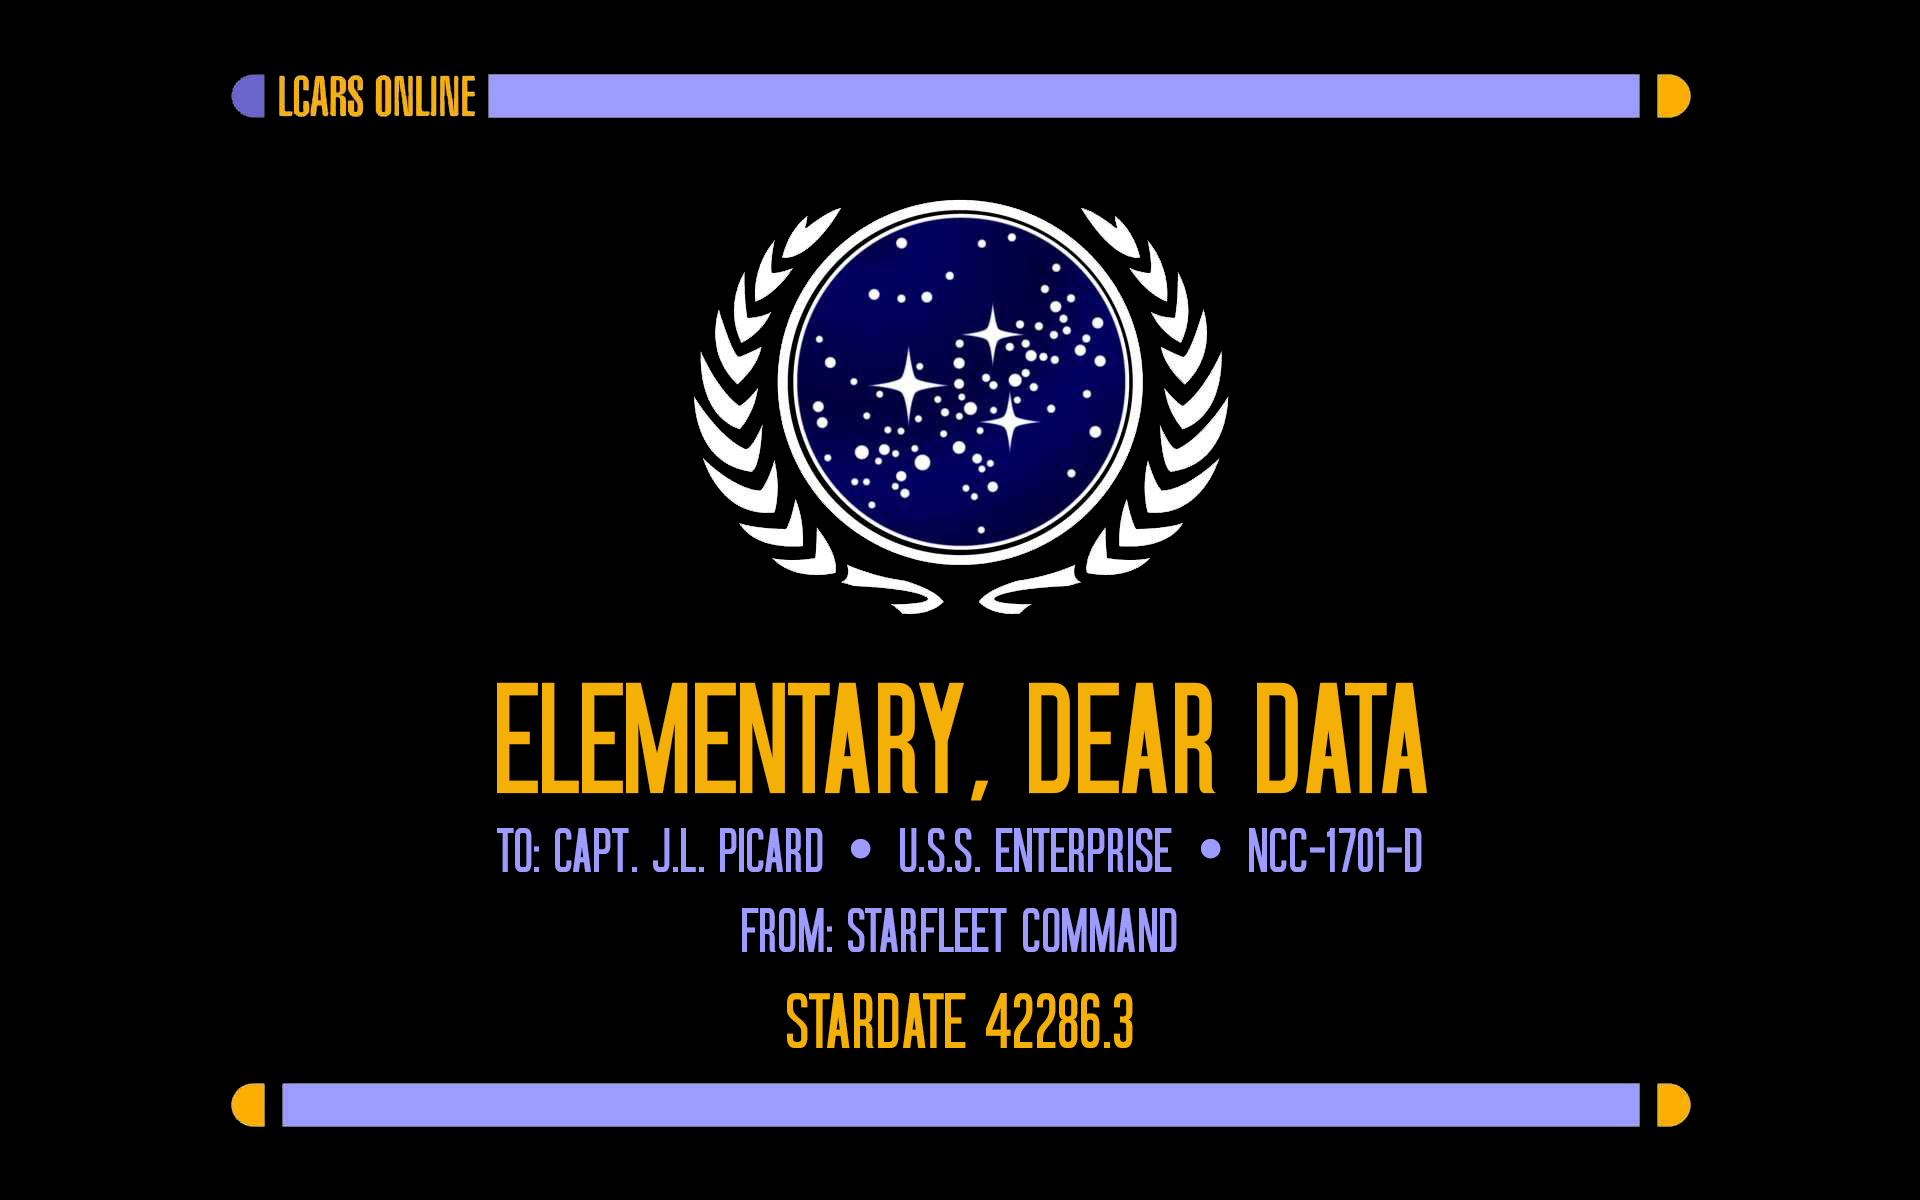 LCARS ONLINE
ELEMENTARY, DEAR DATA
TO: CAPT. J.L. PICARD • U.S.S. ENTERPRISE • NCC-1701-D
FROM: STARFLEET COMMAND
STARDATE 42286.3